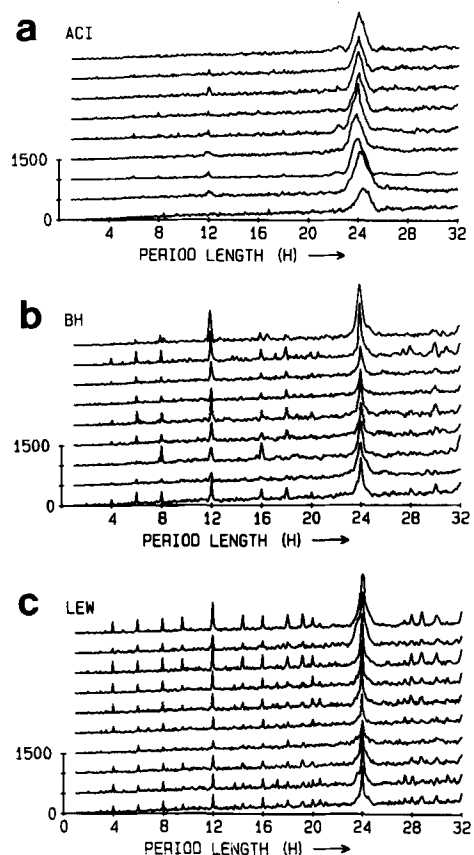 a
ACI
1500
0
4 8 12 16 20 24 28 32
PERIOD LENGTH (H)
b
BH
1500
0
4 8 12 16 20 24 28 32
PERIOD LENGTH (H)
c
LEW
1500
0
0 4 8 12 16 20 24 28 32
PERIOD LENGTH (H)